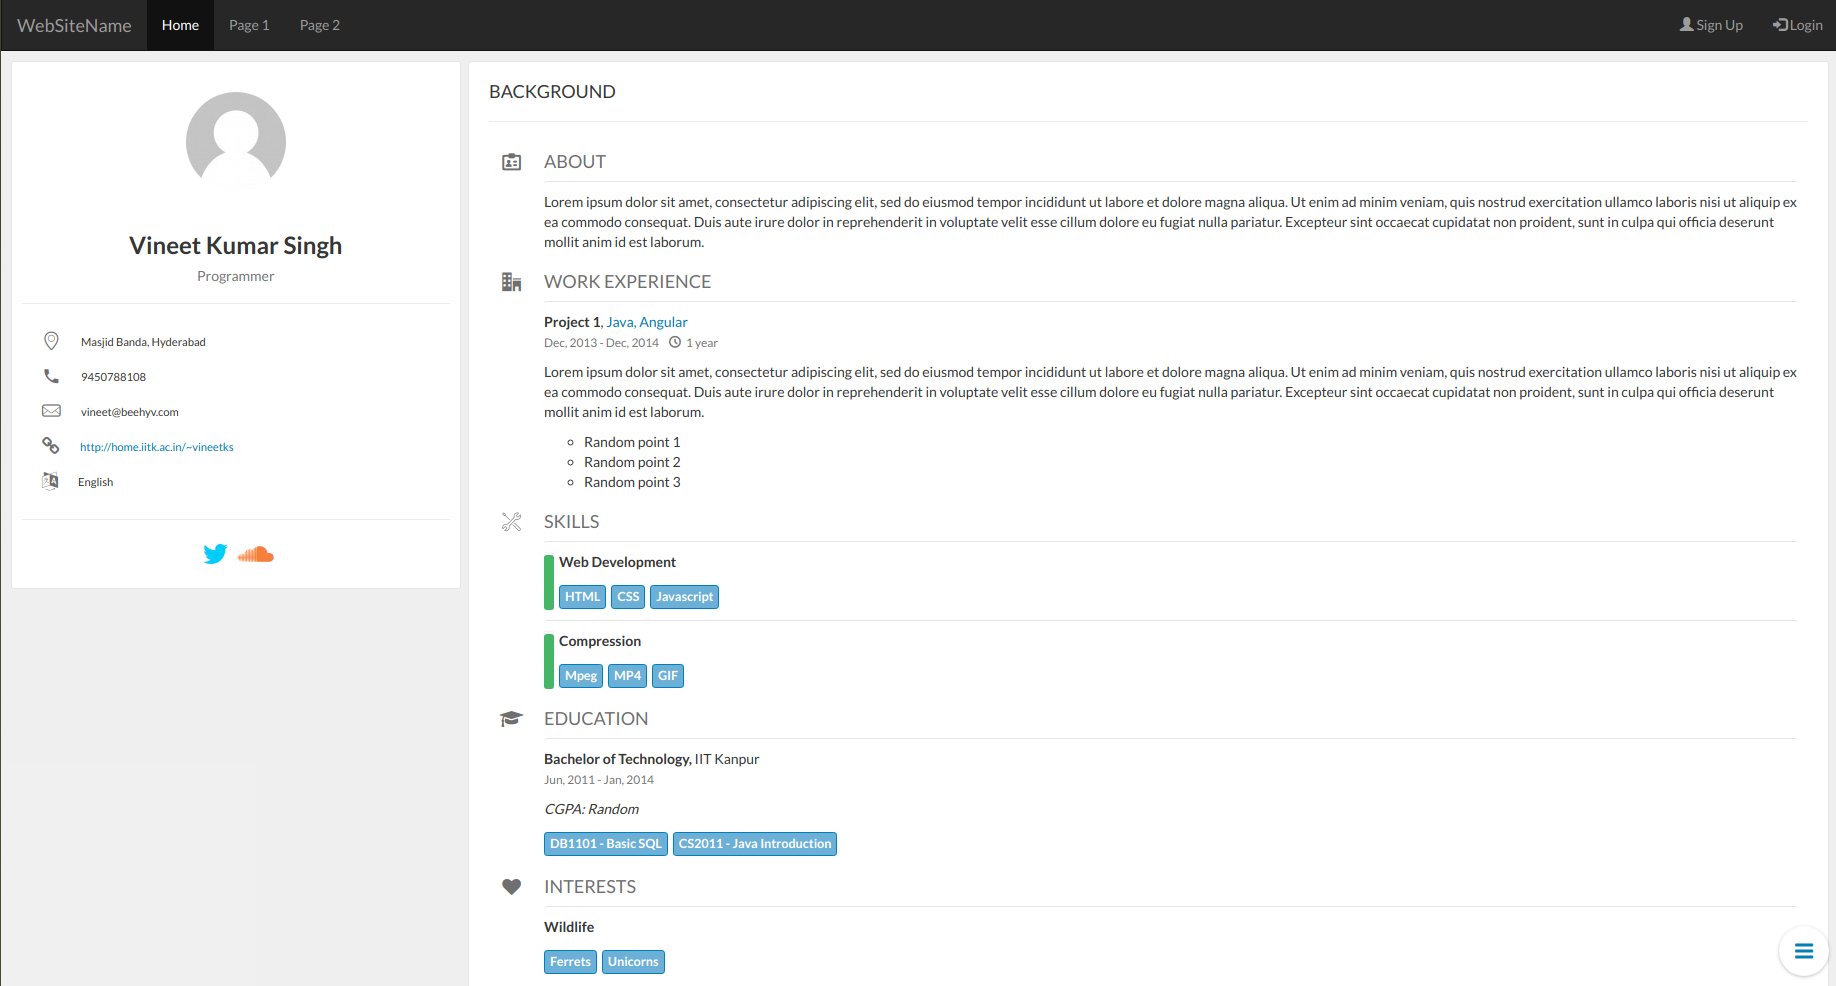 WebSiteName Home Page 1 Page 2 Sign Up Login
Vineet Kumar Singh
Programmer
Masjid Banda, Hyderabad
9450788108
vineet@beehyv.com
http://home.iitk.ac.in/~vineetks
English
BACKGROUND
ABOUT
Lorem ipsum dolor sit amet, consectetur adipiscing elit, sed do eiusmod tempor incididunt ut labore et dolore magna aliqua. Ut enim ad minim veniam, quis nostrud exercitation ullamco laboris nisi ut aliquip ex
ea commodo consequat. Duis aute irure dolor in reprehenderit in voluptate velit esse cillum dolore eu fugiat nulla pariatur. Excepteur sint occaecat cupidatat non proident, sunt in culpa qui officia deserunt
mollit anim id est laborum.
WORK EXPERIENCE
Project 1, Java, Angular
Dec, 2013 - Dec, 2014 1 year
Lorem ipsum dolor sit amet, consectetur adipiscing elit, sed do eiusmod tempor incididunt ut labore et dolore magna aliqua. Ut enim ad minim veniam, quis nostrud exercitation ullamco laboris nisi ut aliquip ex
ea commodo consequat. Duis aute irure dolor in reprehenderit in voluptate velit esse cillum dolore eu fugiat nulla pariatur. Excepteur sint occaecat cupidatat non proident, sunt in culpa qui officia deserunt
mollit anim id est laborum.
Random point 1
Random point 2
Random point 3
SKILLS
Web Development
HTML CSS Javascript
Compression
Mpeg MP4 GIF
EDUCATION
Bachelor of Technology, IIT Kanpur
Jun, 2011 - Jan, 2014
CGPA: Random
DB1101 - Basic SQL CS2011 - Java Introduction
INTERESTS
Wildlife
Ferrets Unicorns